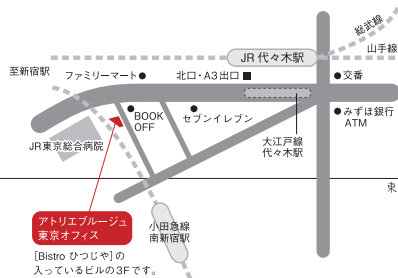 総武線
JR 代々木駅
山手線
至新宿駅
ファミリーマート
北口・A3出口
交番
BOOK
OFF
セブンイレブン
みずほ銀行
ATM
JR東京総合病院
大江戸線
代々木駅
東
アトリエブルージュ
東京オフィス
小田急線
南新宿駅
[Bistro ひつじや]の
入っているビルの3Fです。